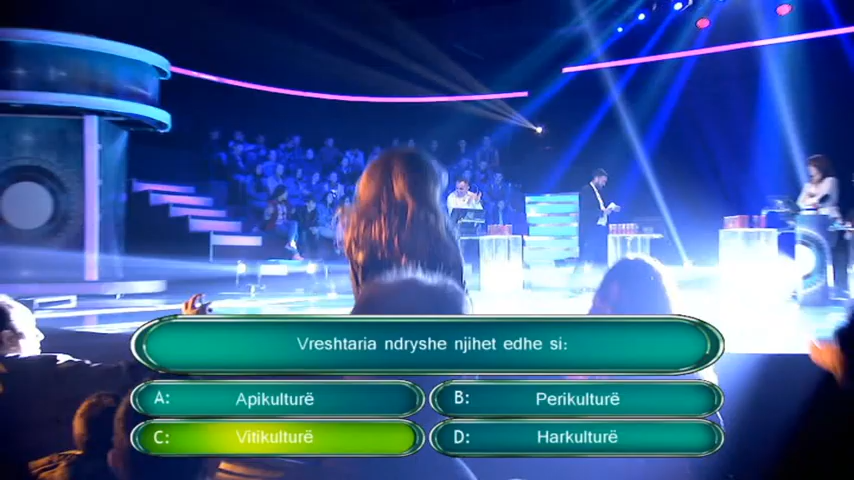 Vreshtaria ndryshe njihet edhe si:
A: Apikulturë
B: Perikulturë
C: Vitikulturë
D: Harkulturë